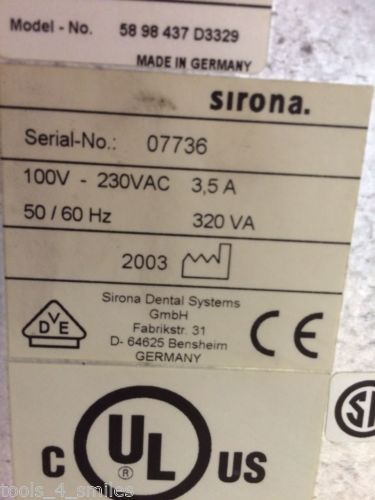 Model - No. 58 98 437 D3329
MADE IN GERMANY
sirona.
Serial-No.: 07736
100V - 230VAC 3,5 A
50 / 60 Hz 320 VA
2003
Sirona Dental Systems
GmbH
Fabrikstr. 31
D- 64625 Bensheim
GERMANY
DVE
CE
C UL US
®
tools_4_smiles